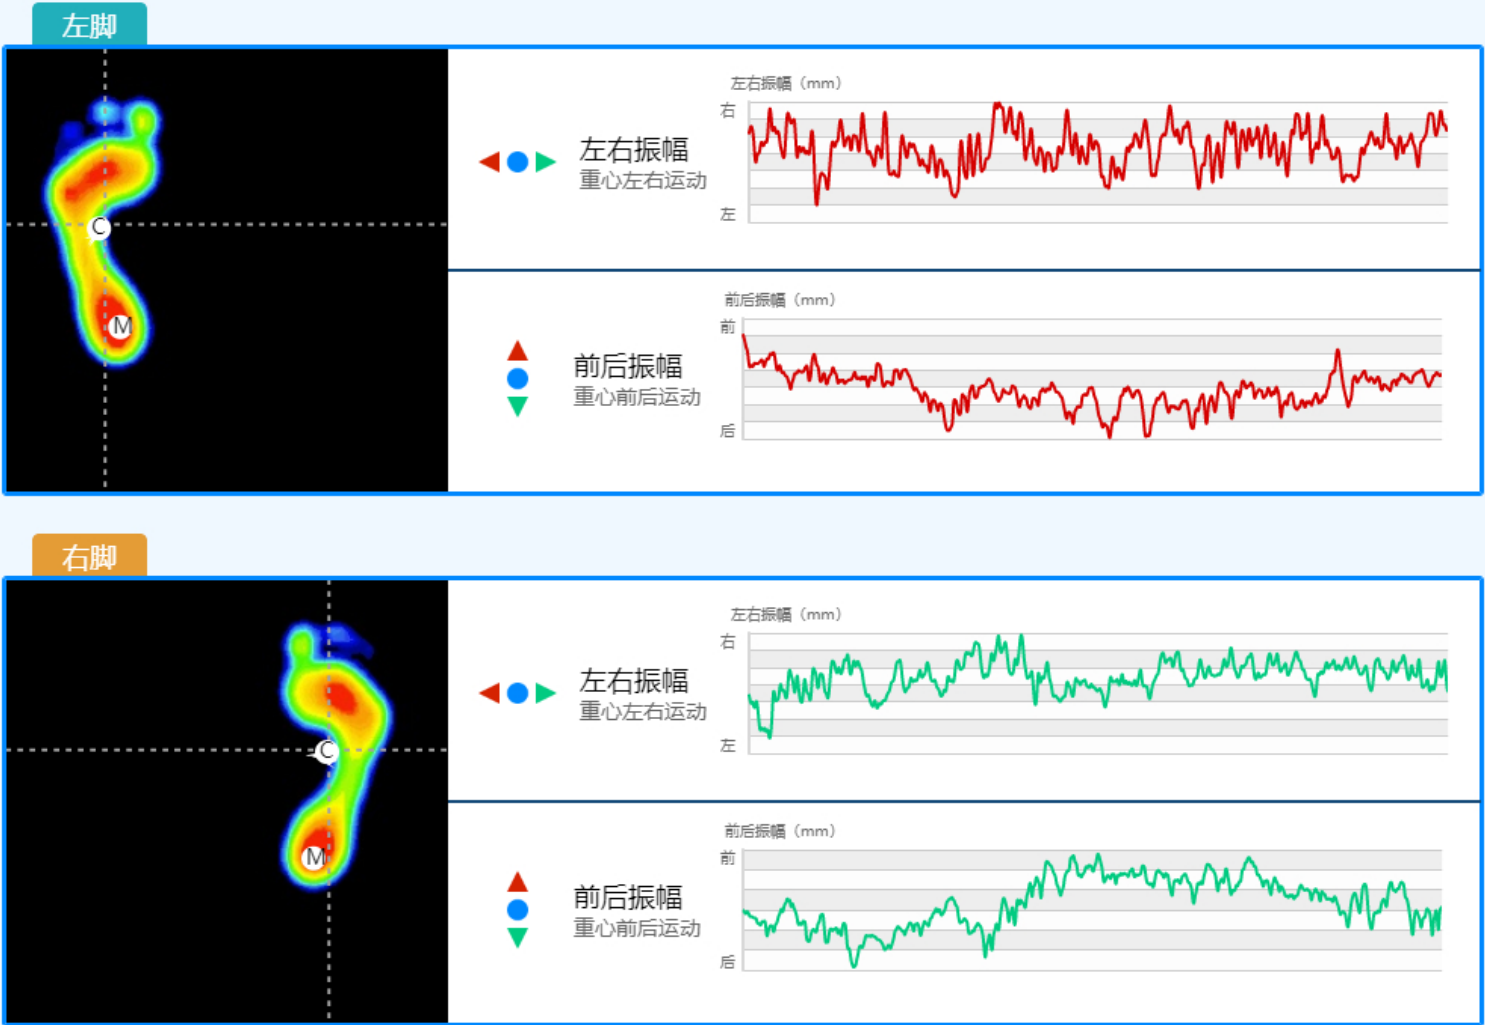 左脚
左右振幅（mm）
右
左右振幅
重心左右运动
左
C
M
前后振幅（mm）
前
前后振幅
重心前后运动
后
右脚
左右振幅（mm）
右
左右振幅
重心左右运动
左
C
M
前后振幅（mm）
前
前后振幅
重心前后运动
后